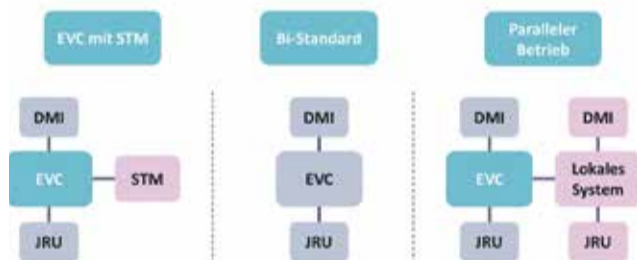 EVC mit STM
Bi-Standard
Paralleler
Betrieb
DMI
EVC
STM
JRU
DMI
EVC
JRU
DMI
DMI
EVC
Lokales
System
JRU
JRU